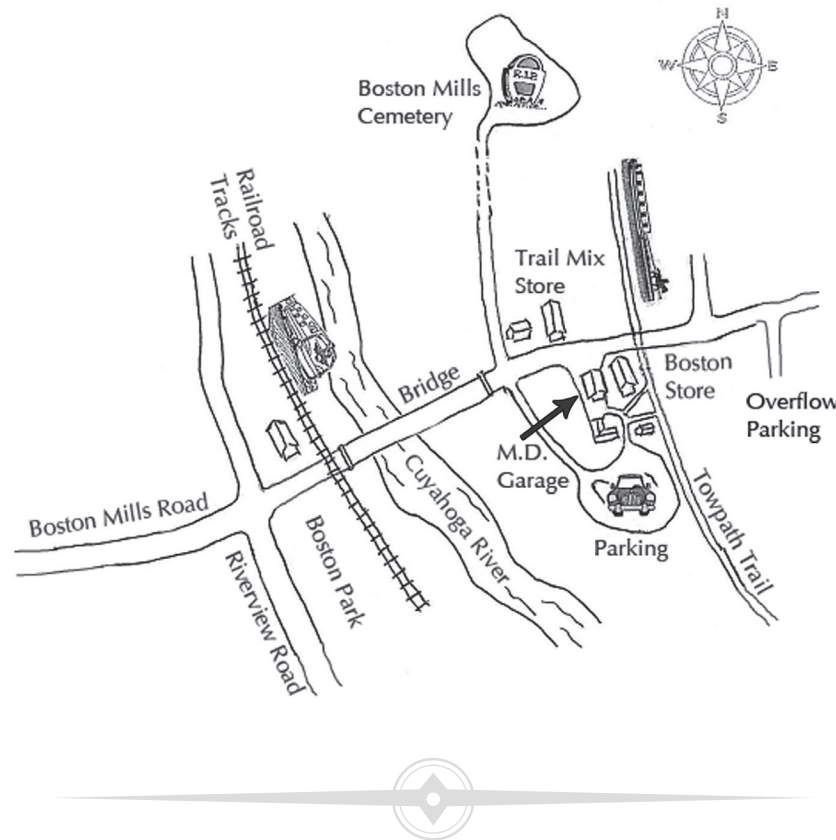 N
W
E
S
Boston Mills
Cemetery
R.I.P.
Railroad
Tracks
Trail Mix
Store
Bridge
Boston
Store
Overflow
Parking
M.D.
Garage
Cuyahoga River
Towpath Trail
Boston Mills Road
Parking
Boston Park
Riverview Road